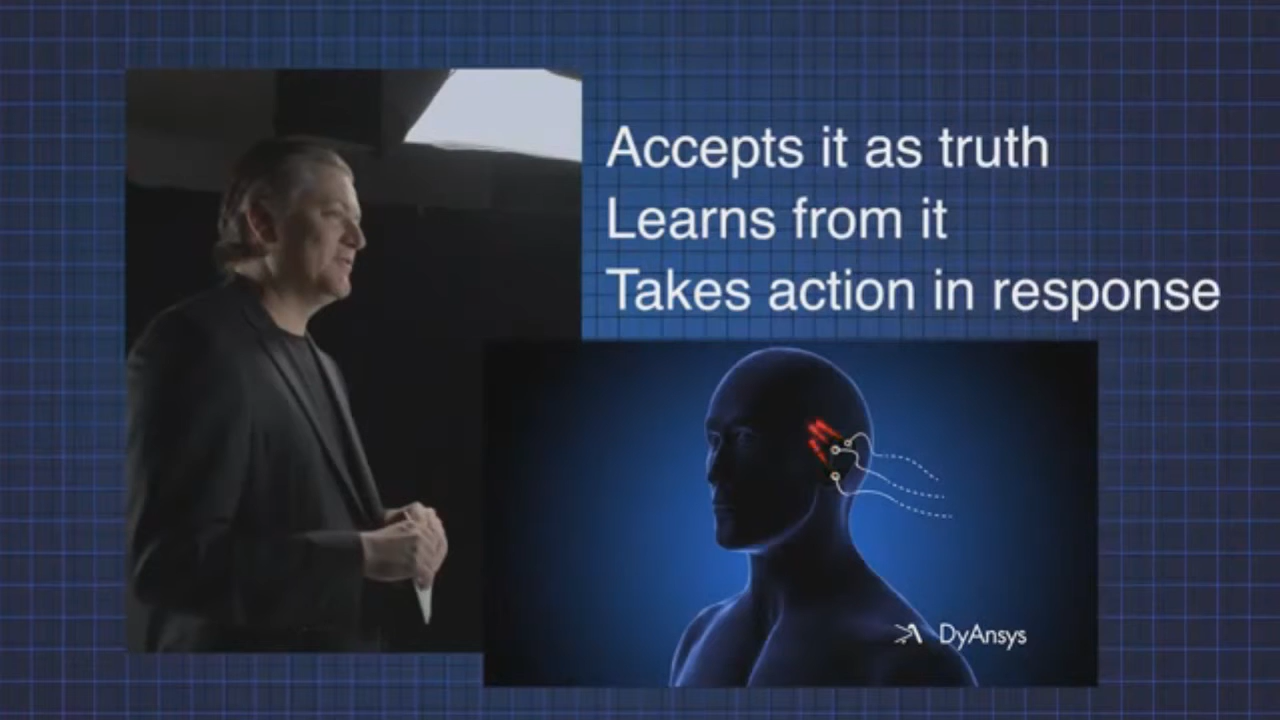 Accepts it as truth
Learns from it
Takes action in response
DyAnsys